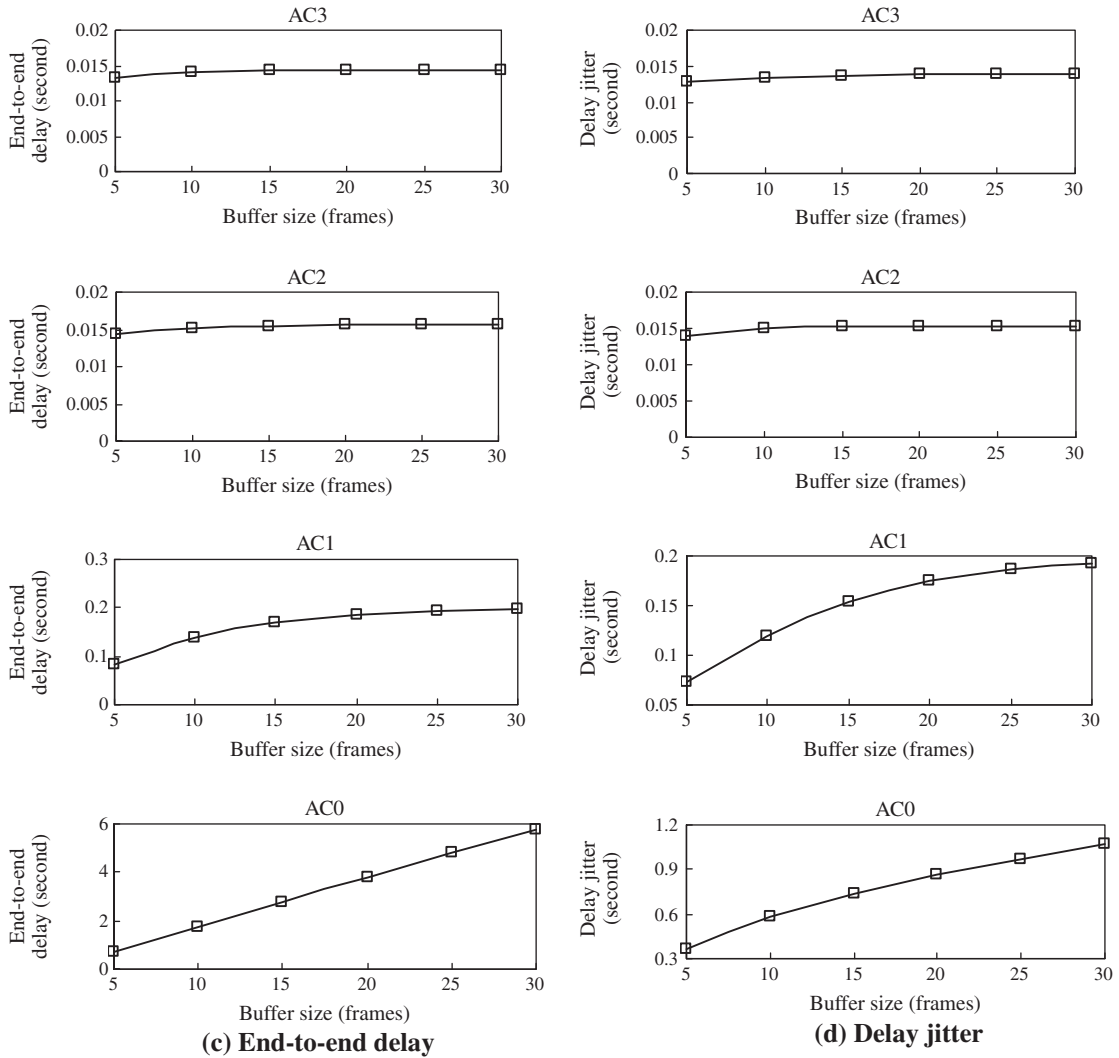 AC3
End-to-end
delay (second)
0.02
0.015
0.01
0.005
0
5 10 15 20 25 30
Buffer size (frames)
AC3
Delay jitter
(second)
0.02
0.015
0.01
0.005
0
5 10 15 20 25 30
Buffer size (frames)
AC2
End-to-end
delay (second)
0.02
0.015
0.01
0.005
0
5 10 15 20 25 30
Buffer size (frames)
AC2
Delay jitter
(second)
0.02
0.015
0.01
0.005
0
5 10 15 20 25 30
Buffer size (frames)
AC1
End-to-end
delay (second)
0.3
0.2
0.1
0
5 10 15 20 25 30
Buffer size (frames)
AC1
Delay jitter
(second)
0.2
0.15
0.1
0.05
5 10 15 20 25 30
Buffer size (frames)
AC0
End-to-end
delay (second)
6
4
2
0
5 10 15 20 25 30
Buffer size (frames)
(c) End-to-end delay
AC0
Delay jitter
(second)
1.2
0.9
0.6
0.3
5 10 15 20 25 30
Buffer size (frames)
(d) Delay jitter